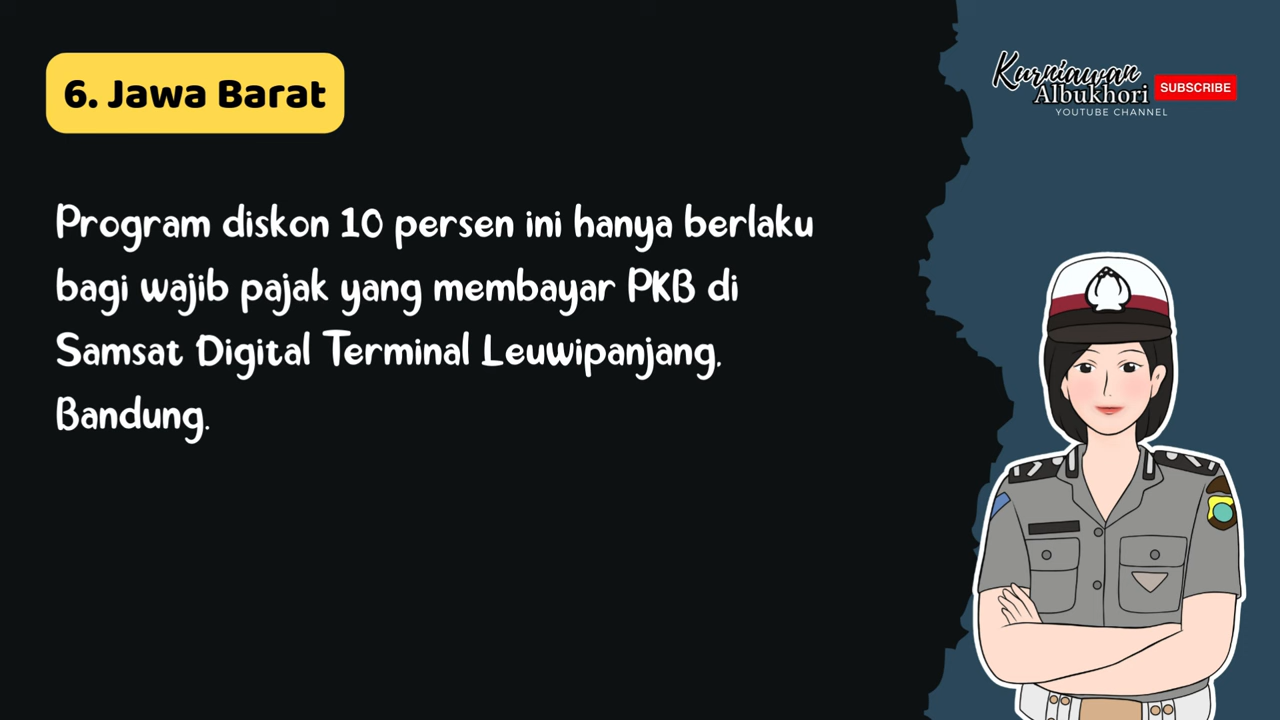 6. Jawa Barat
Kurniawan
Albukhori
SUBSCRIBE
YOUTUBE CHANNEL
Program diskon 10 persen ini hanya berlaku
bagi wajib pajak yang membayar PKB di
Samsat Digital Terminal Leuwipanjang,
Bandung.